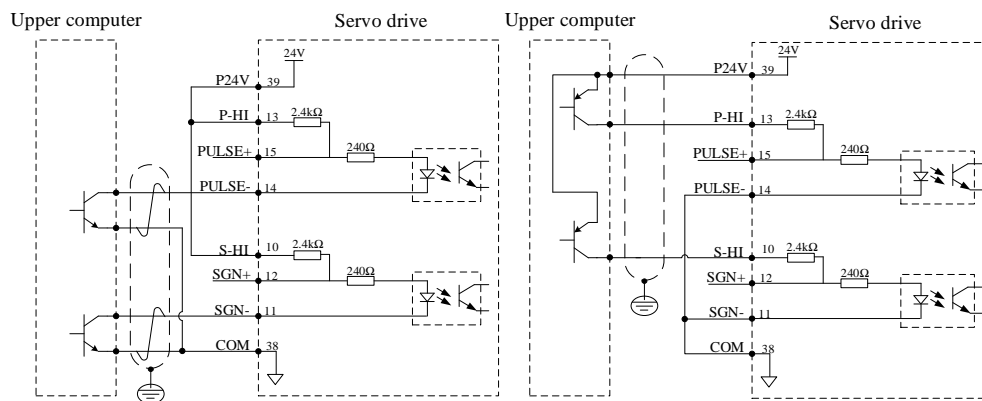 Upper computer
Servo drive
24V
P24V
39
P-HI
13
2.4kΩ
PULSE+
15
240Ω
PULSE-
14
S-HI
10
2.4kΩ
SGN+
12
240Ω
SGN-
11
COM
38
Upper computer
Servo drive
24V
P24V
39
P-HI
13
2.4kΩ
PULSE+
15
240Ω
PULSE-
14
S-HI
10
2.4kΩ
SGN+
12
240Ω
SGN-
11
COM
38